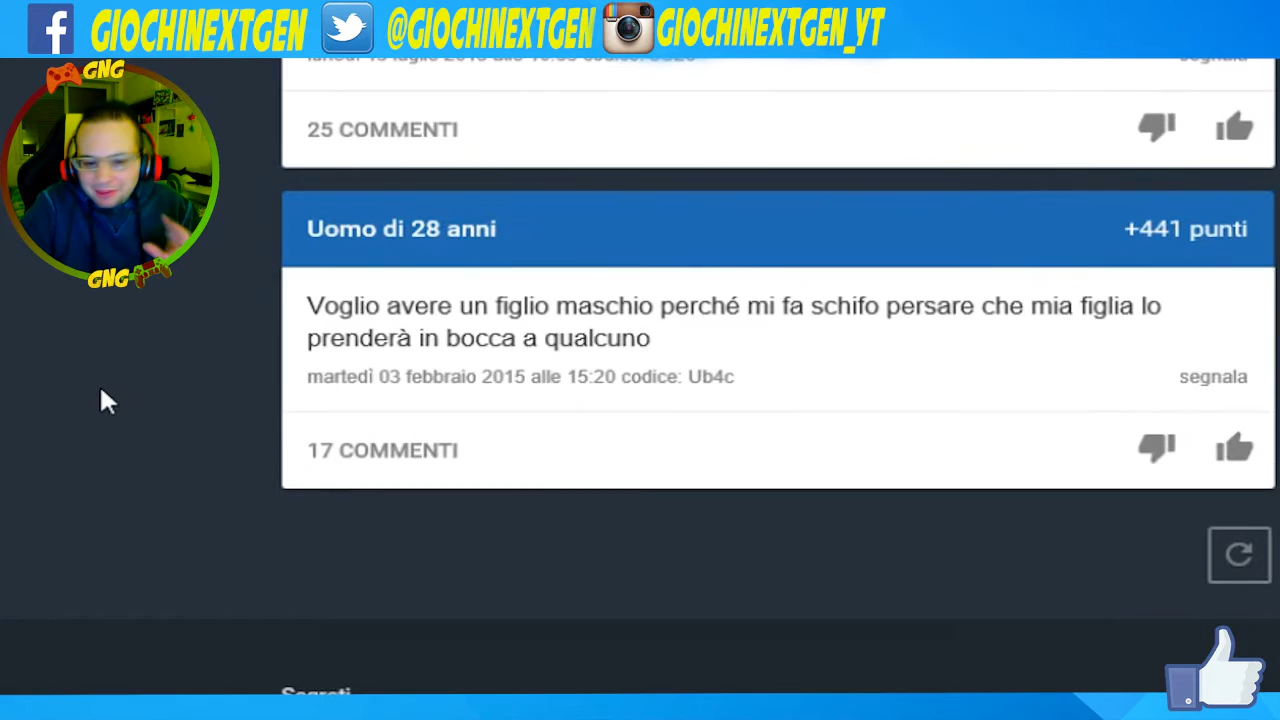 GIOCHINEXTGEN @GIOCHINEXTGEN GIOCHINEXTGEN_YT
GNG
25 COMMENTI
Uomo di 28 anni +441 punti
GNG
Voglio avere un figlio maschio perché mi fa schifo persare che mia figlia lo
prenderà in bocca a qualcuno
martedì 03 febbraio 2015 alle 15:20 codice: Ub4c segnala
17 COMMENTI
Segreti